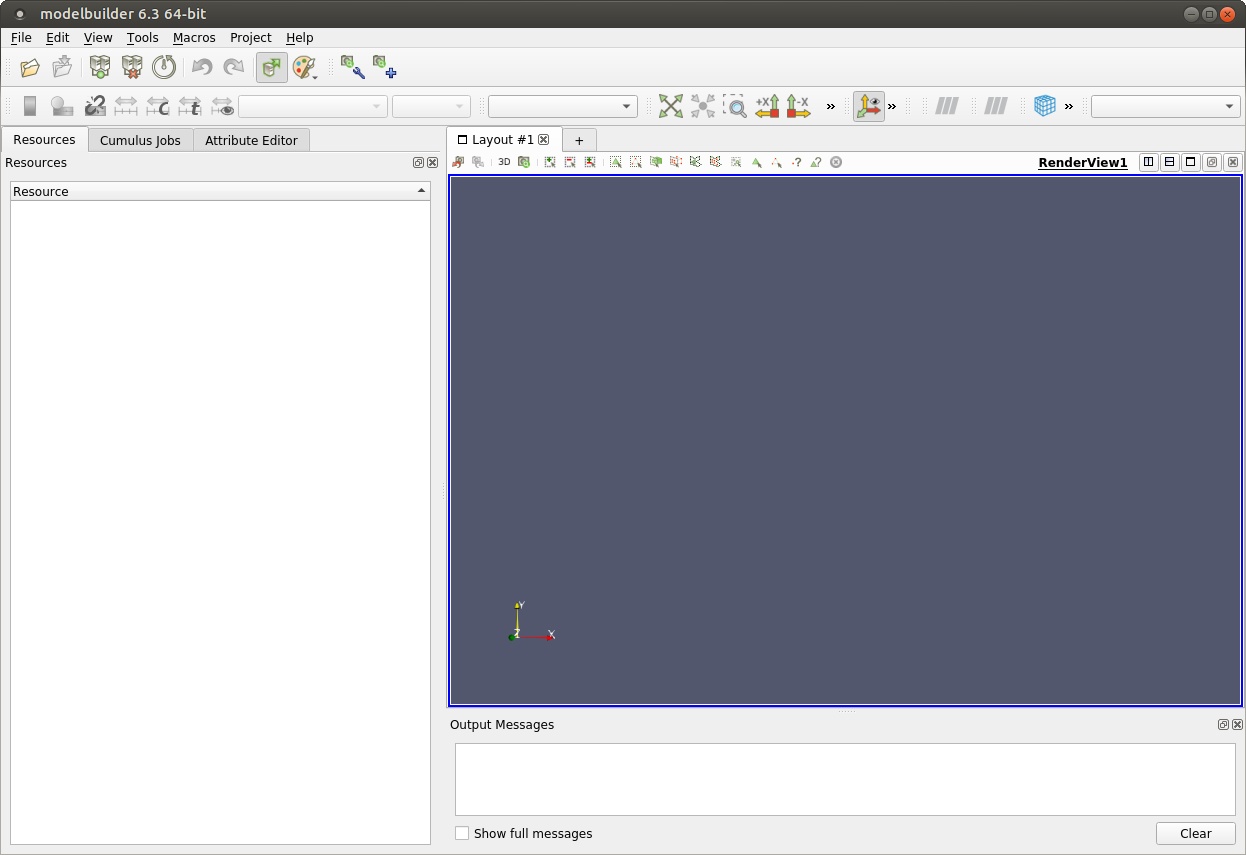 modelbuilder 6.3 64-bit
File Edit View Tools Macros Project Help
+X -X » » »
Resources Cumulus Jobs Attribute Editor
Layout #1 +
Resources
3D
RenderView1
Resource
Y
Z
X
Output Messages
Show full messages
Clear